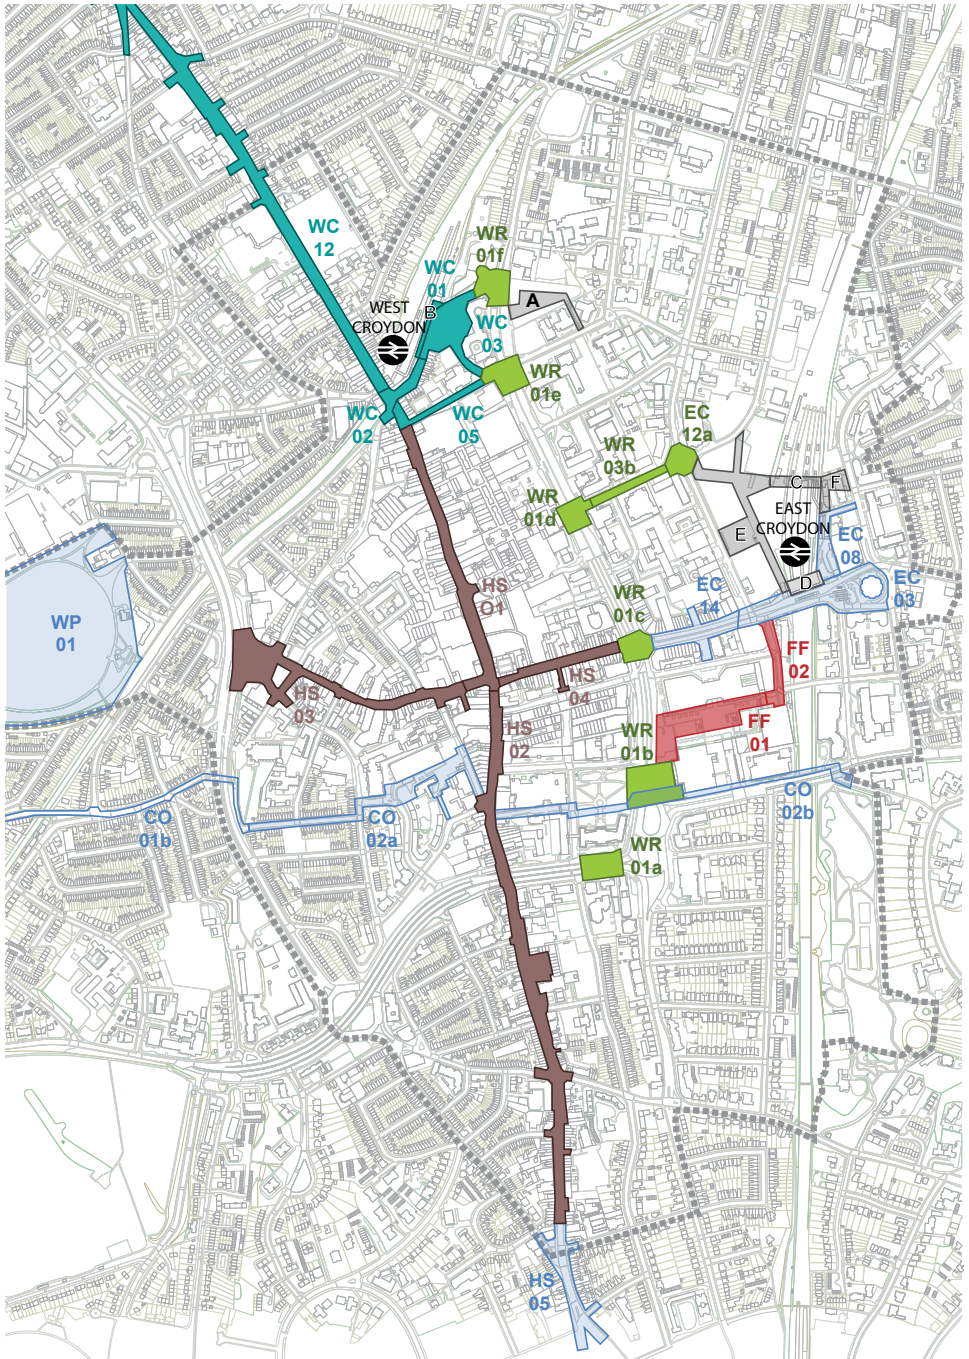 WC
12
WR
01f
WC
01
A
B
WEST
CROYDON
WC
03
WR
01e
WC
02
WC
05
EC
12a
WR
03b
WR
01d
C
F
EAST
CROYDON
E
EC
08
D
EC
03
HS
O1
EC
14
WR
01c
WP
01
FF
02
HS
03
HS
04
HS
02
FF
01
WR
01b
CO
02b
CO
01b
CO
02a
WR
01a
HS
05